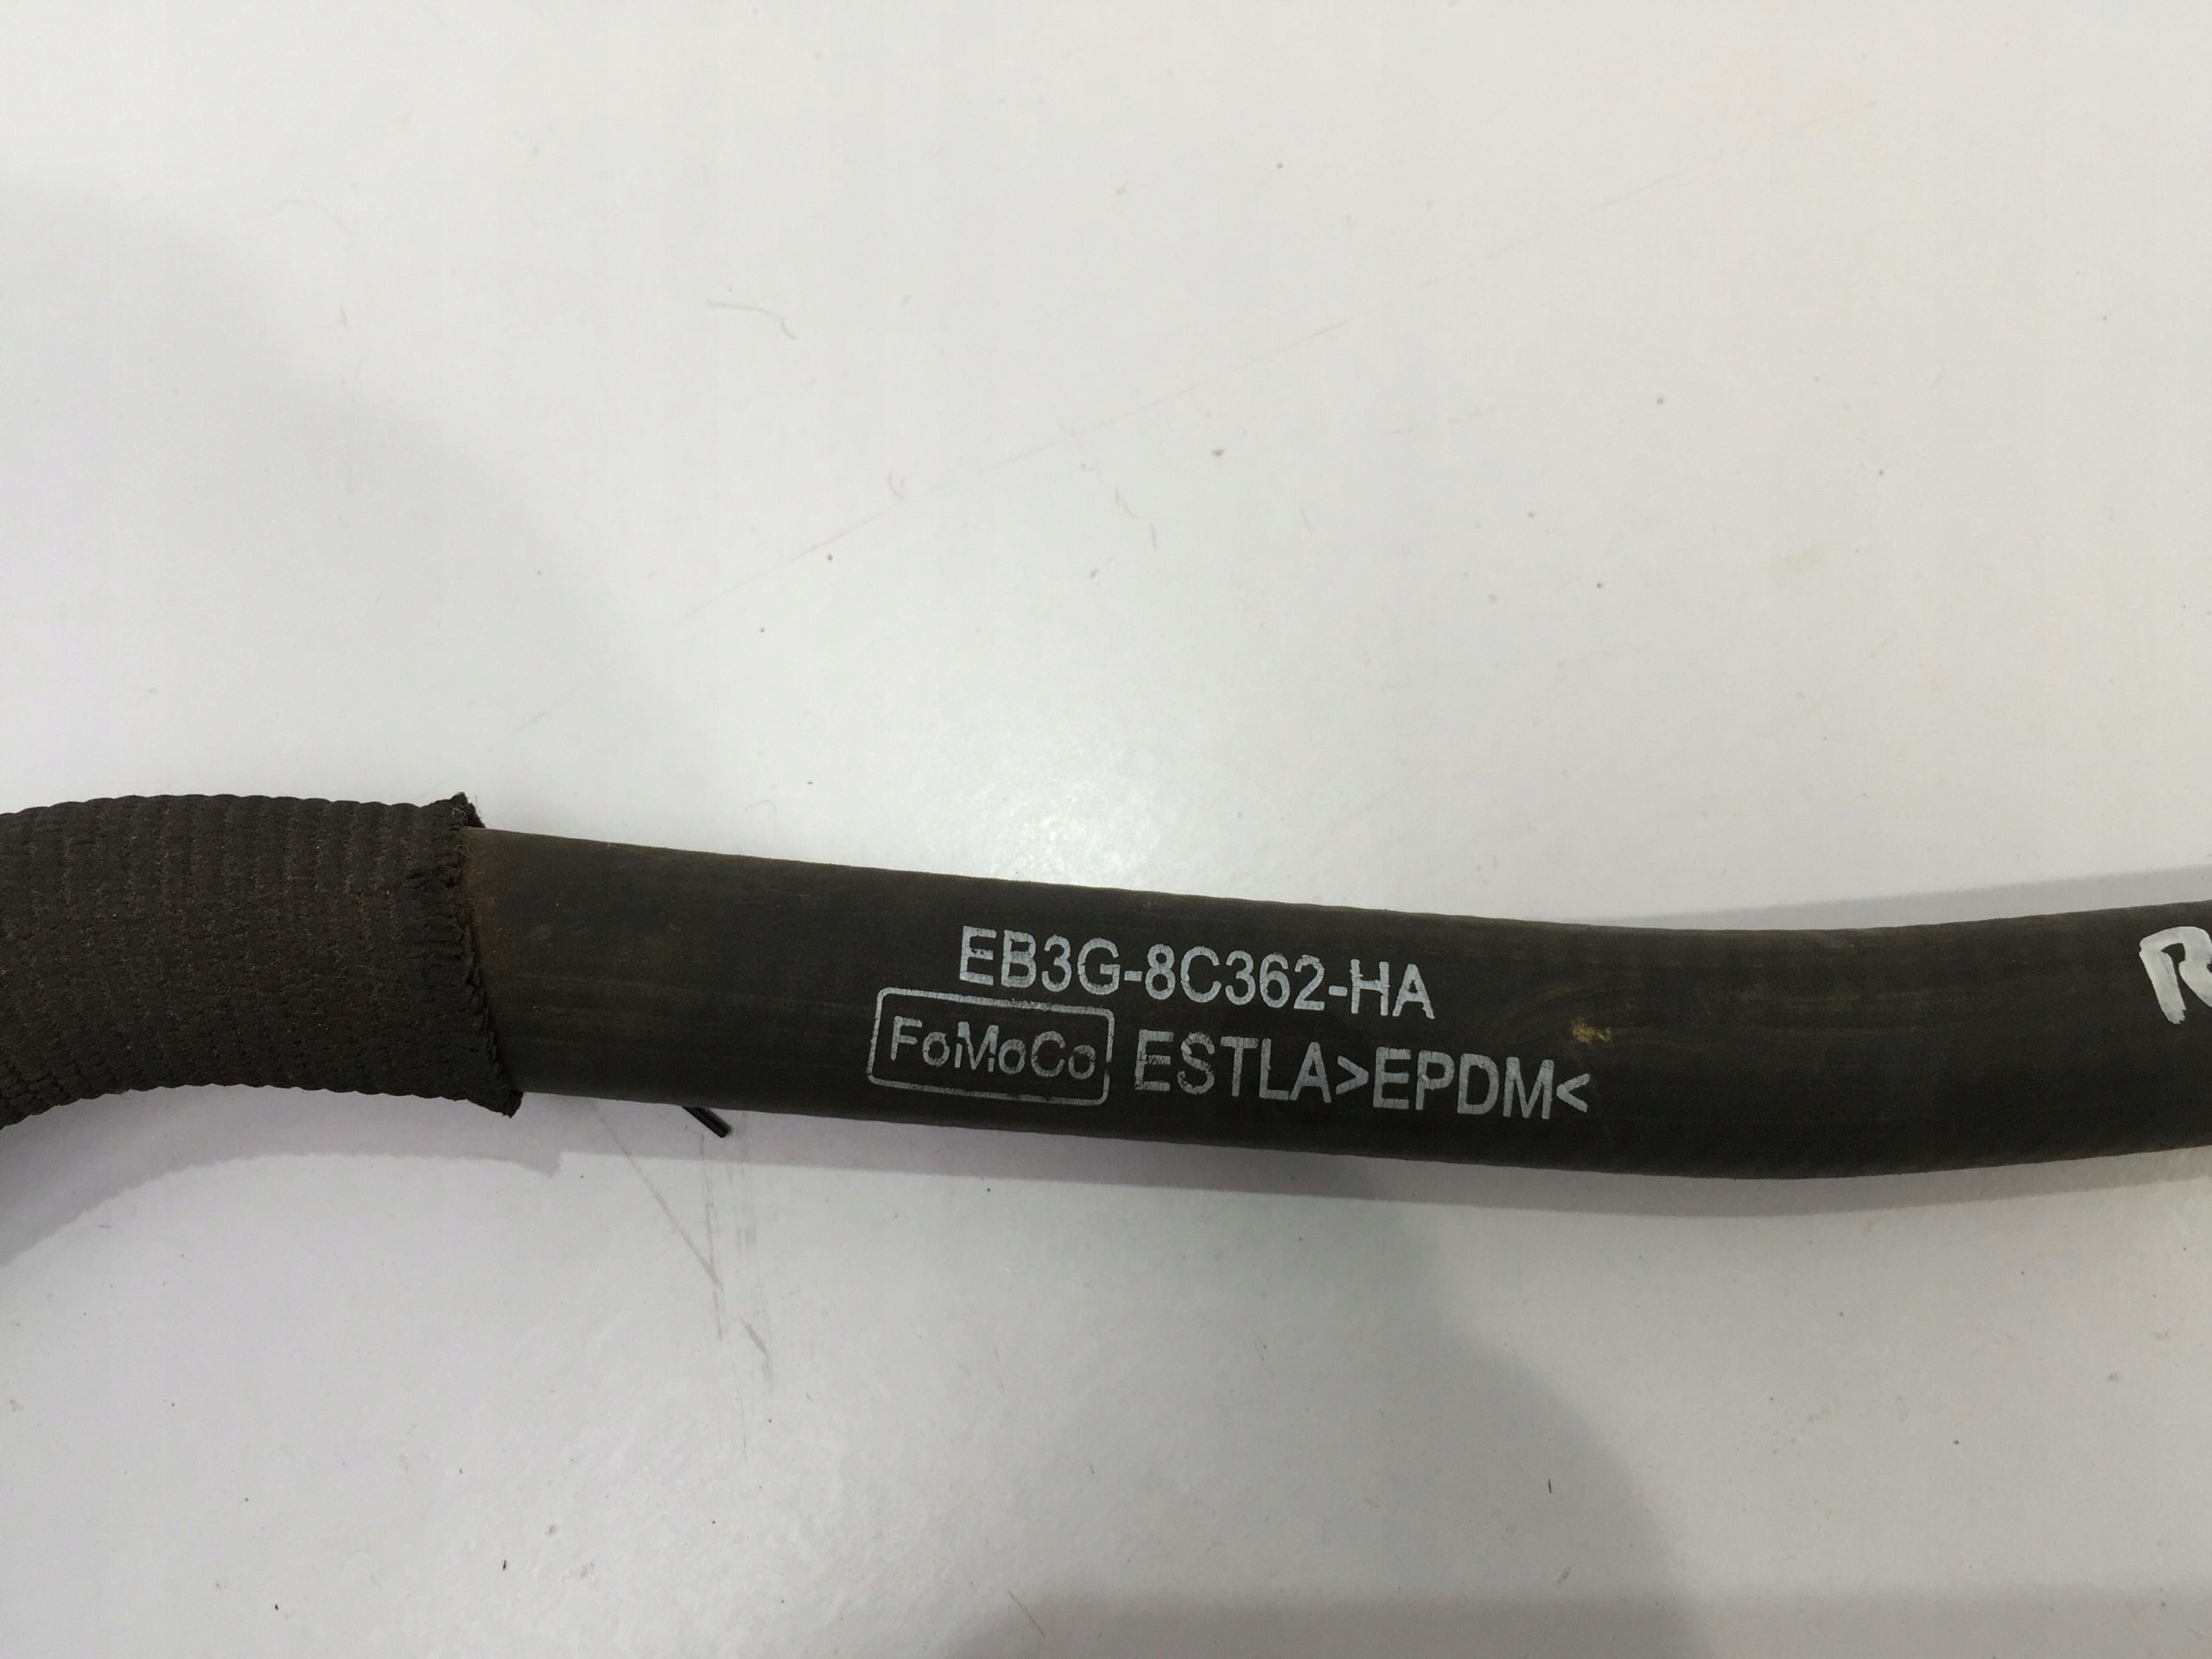 EB3G-8C362-HA
FoMoCo ESTLA>EPDM<
R